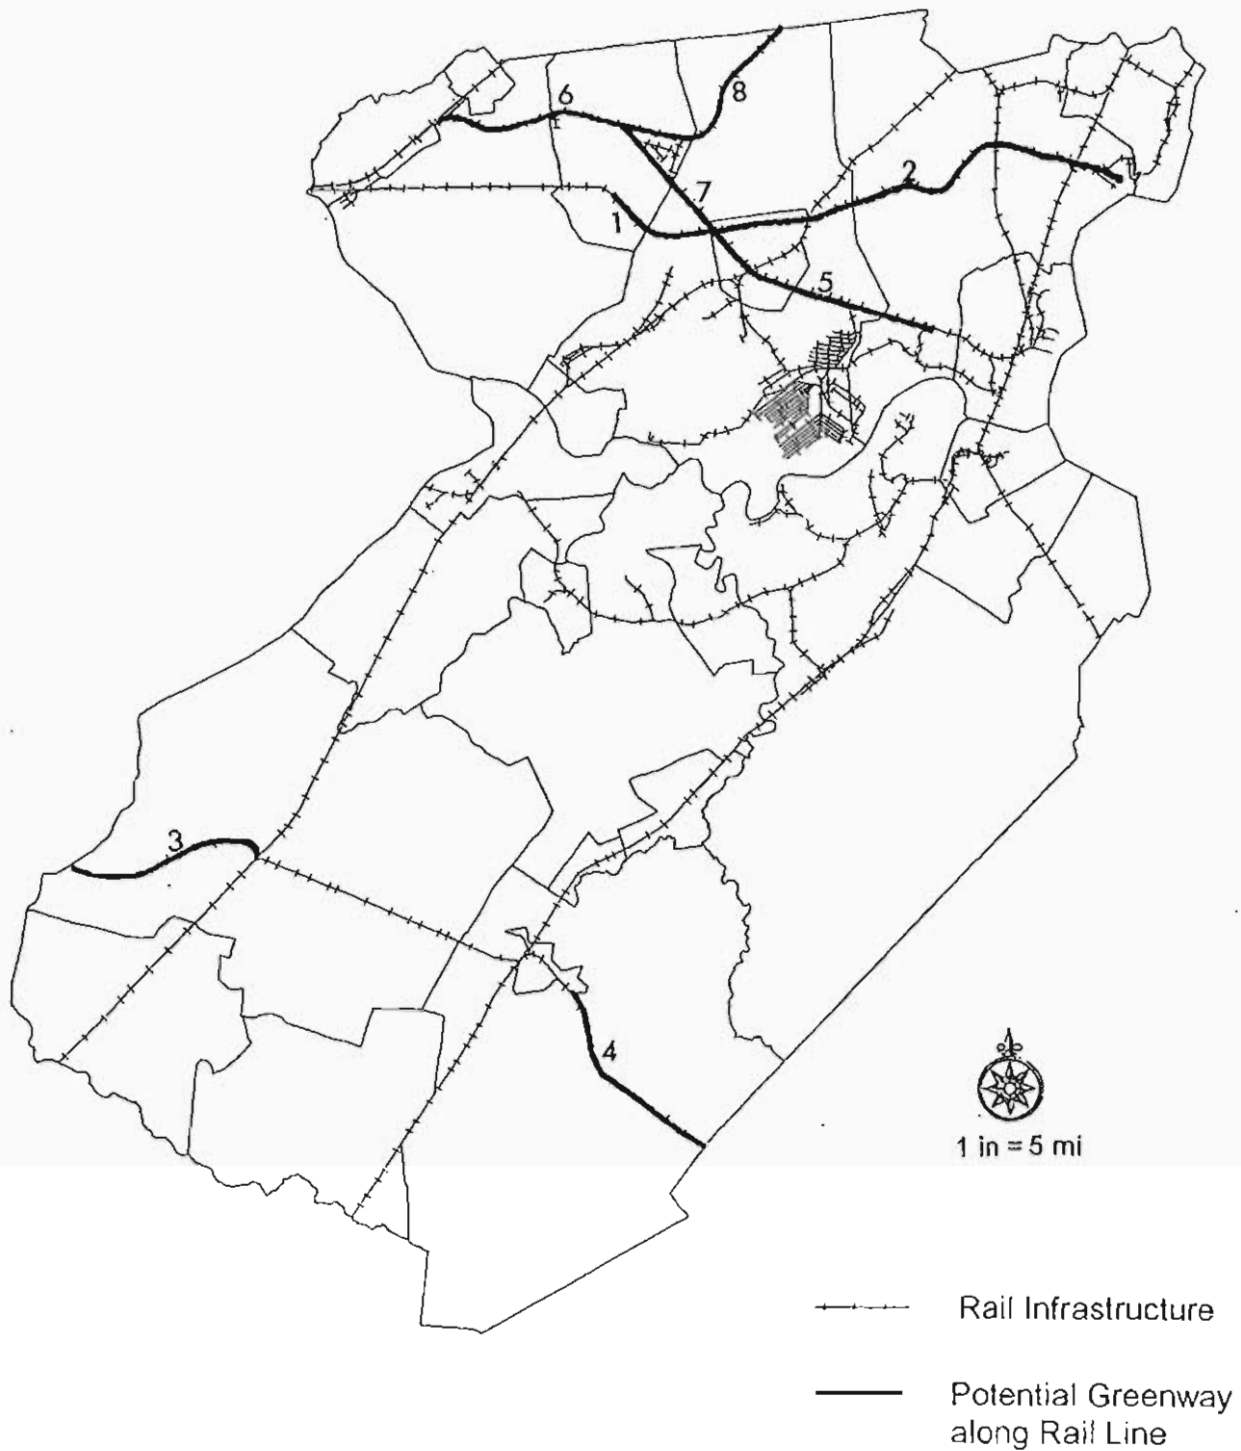 8
6
2
7
1
5
3
4
1 in = 5 mi
Rail Infrastructure
Potential Greenway
along Rail Line